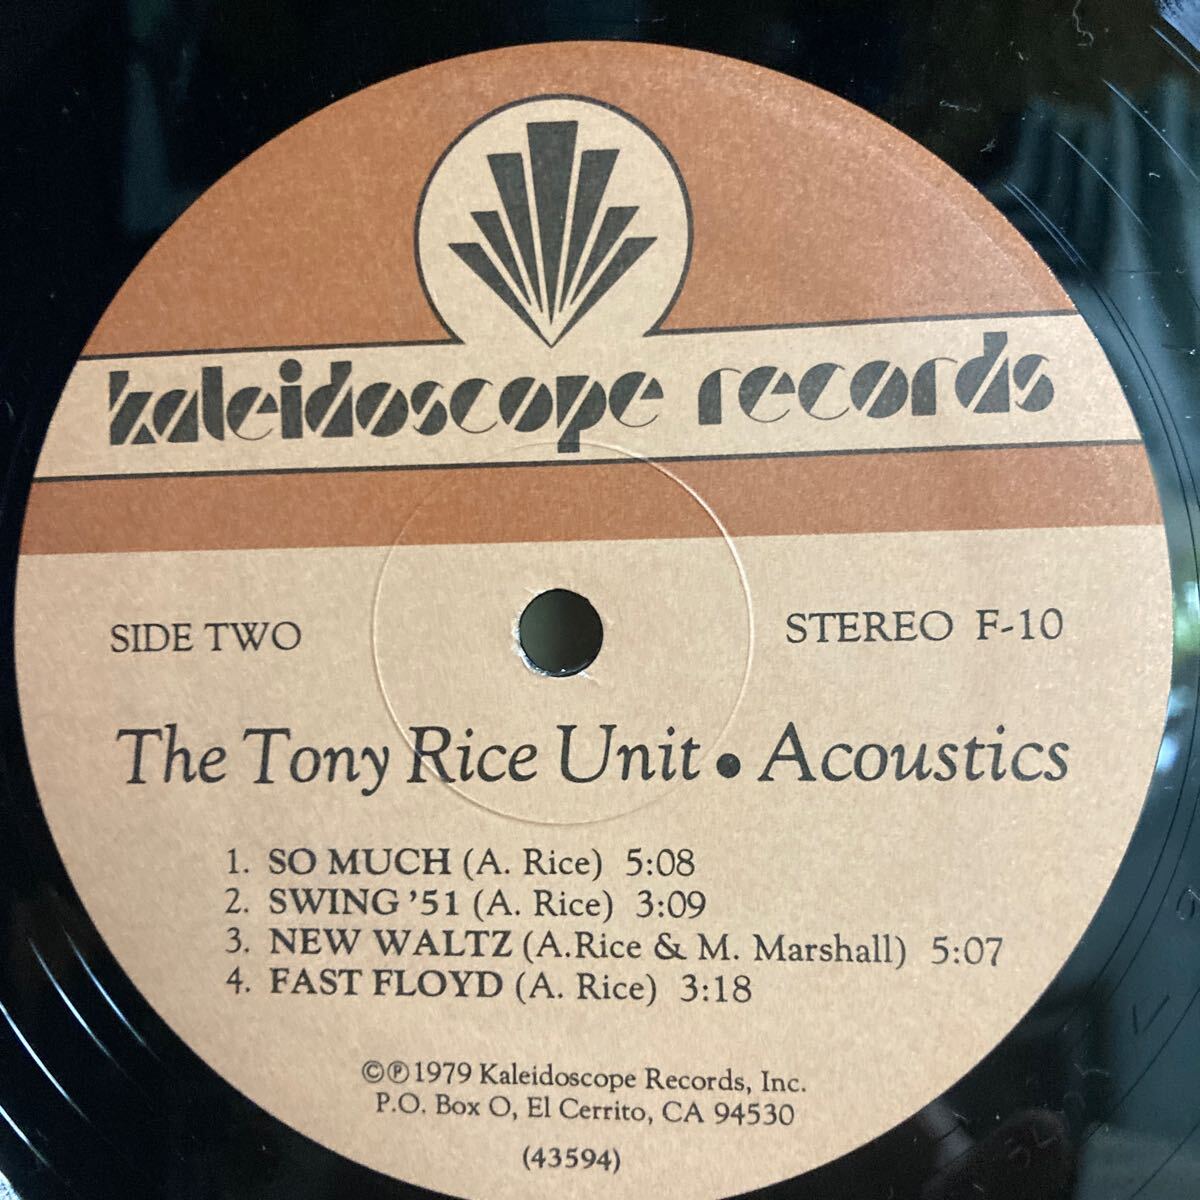 kaleidoscope records
SIDE TWO
STEREO F-10
The Tony Rice Unit • Acoustics
1. SO MUCH (A. Rice) 5:08
2. SWING '51 (A. Rice) 3:09
3. NEW WALTZ (A.Rice & M. Marshall) 5:07
4. FAST FLOYD (A. Rice) 3:18
©℗1979 Kaleidoscope Records, Inc.
P.O. Box O, El Cerrito, CA 94530
(43594)